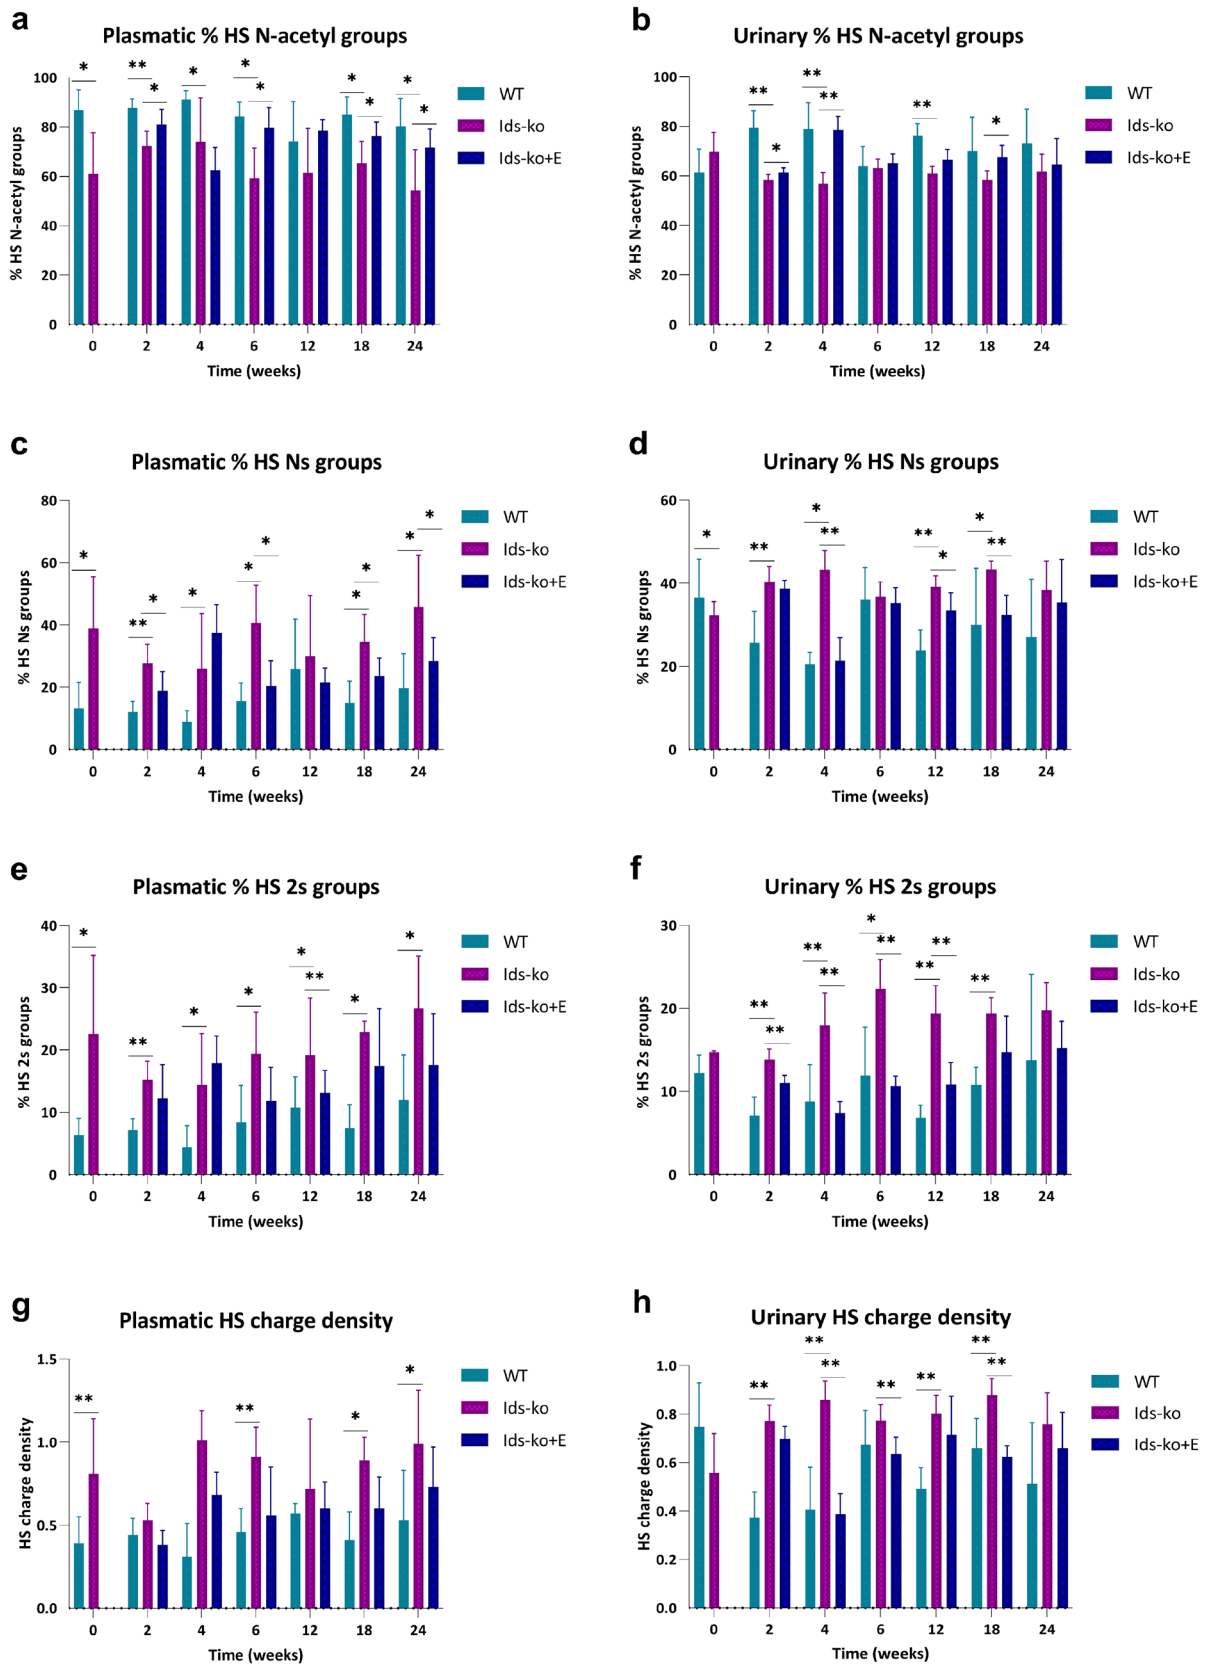 a
Plasmatic % HS N-acetyl groups
* ** * * * * *
* * * *
100
80
60
40
20
0
% HS N-acetyl groups
0 2 4 6 12 18 24
Time (weeks)
WT
Ids-ko
Ids-ko+E
b
Urinary % HS N-acetyl groups
** ** ** ** * *
100
80
60
40
20
0
% HS N-acetyl groups
0 2 4 6 12 18 24
Time (weeks)
WT
Ids-ko
Ids-ko+E
c
Plasmatic % HS Ns groups
* ** * * * * * * * *
80
60
40
20
0
% HS Ns groups
0 2 4 6 12 18 24
Time (weeks)
WT
Ids-ko
Ids-ko+E
d
Urinary % HS Ns groups
* ** * ** ** * * **
60
40
20
0
% HS Ns groups
0 2 4 6 12 18 24
Time (weeks)
WT
Ids-ko
Ids-ko+E
e
Plasmatic % HS 2s groups
* ** * * * ** * *
40
30
20
10
0
% HS 2s groups
0 2 4 6 12 18 24
Time (weeks)
WT
Ids-ko
Ids-ko+E
f
Urinary % HS 2s groups
** ** ** ** * ** ** ** **
30
20
10
0
% HS 2s groups
0 2 4 6 12 18 24
Time (weeks)
WT
Ids-ko
Ids-ko+E
g
Plasmatic HS charge density
** ** * *
1.5
1.0
0.5
0.0
HS charge density
0 2 4 6 12 18 24
Time (weeks)
WT
Ids-ko
Ids-ko+E
h
Urinary HS charge density
** ** ** ** ** ** **
1.0
0.8
0.6
0.4
0.2
0.0
HS charge density
0 2 4 6 12 18 24
Time (weeks)
WT
Ids-ko
Ids-ko+E